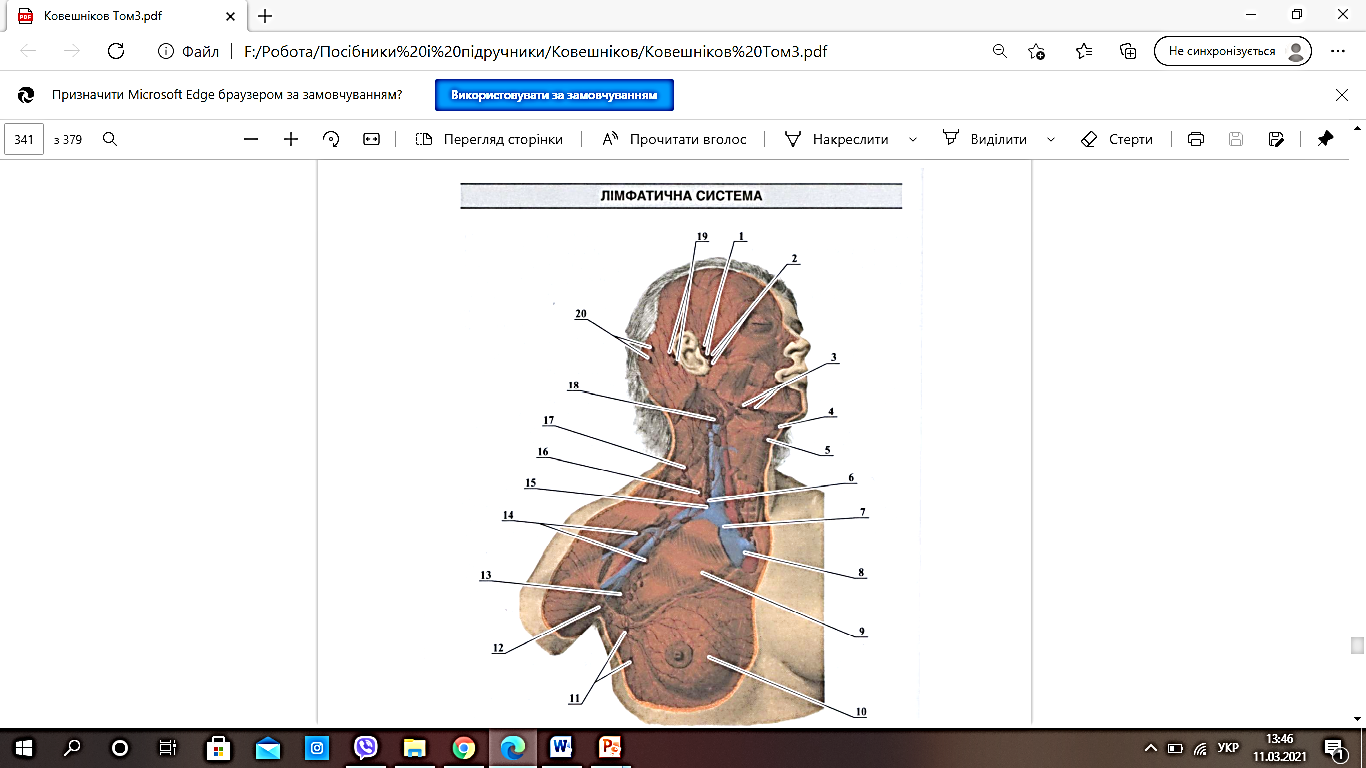 Ковешніков Том3.pdf
Файл
F:/Робота/Посібники%20і%20підручники/Ковешніков/Ковешніков%20Том3.pdf
Не синхронізується
Призначити Microsoft Edge браузером за замовчуванням?
Використовувати за замовчуванням
341
з 379
Перегляд сторінки
Прочитати вголос
Накреслити
Виділити
Стерти
ЛІМФАТИЧНА СИСТЕМА
19
1
2
20
3
18
4
17
5
16
6
15
7
14
8
13
9
12
11
10
УКР
13:46
11.03.2021
1